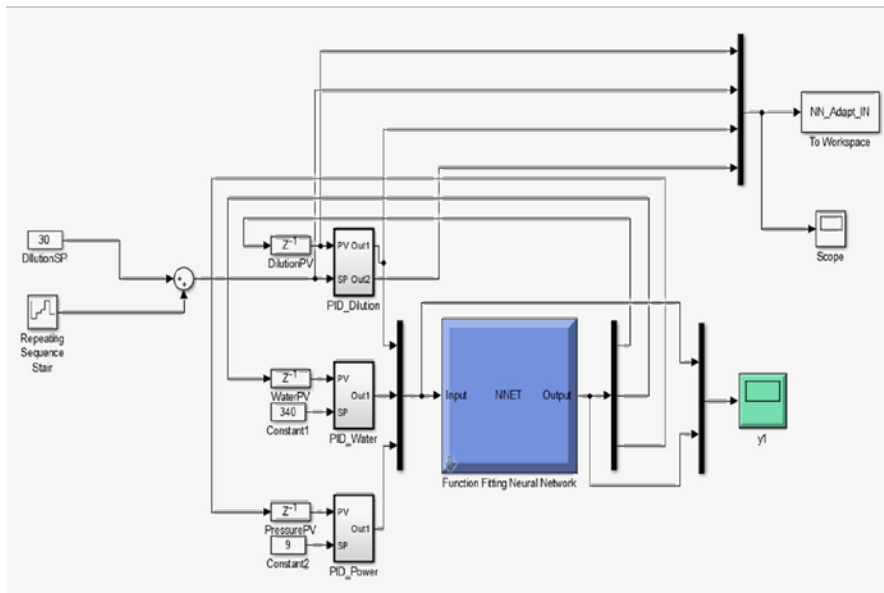 NN_Adapt_IN
To Workspace
Scope
30
DilutionSP
Repeating
Sequence
Stair
Z-1
DilutionPV
PV Out1
SP Out2
PID_Dilution
Z-1
WaterPV
340
Constant1
PV
Out1
SP
PID_Water
Input NNET Output
Function Fitting Neural Network
y1
Z-1
PressurePV
9
Constant2
PV
Out1
SP
PID_Power